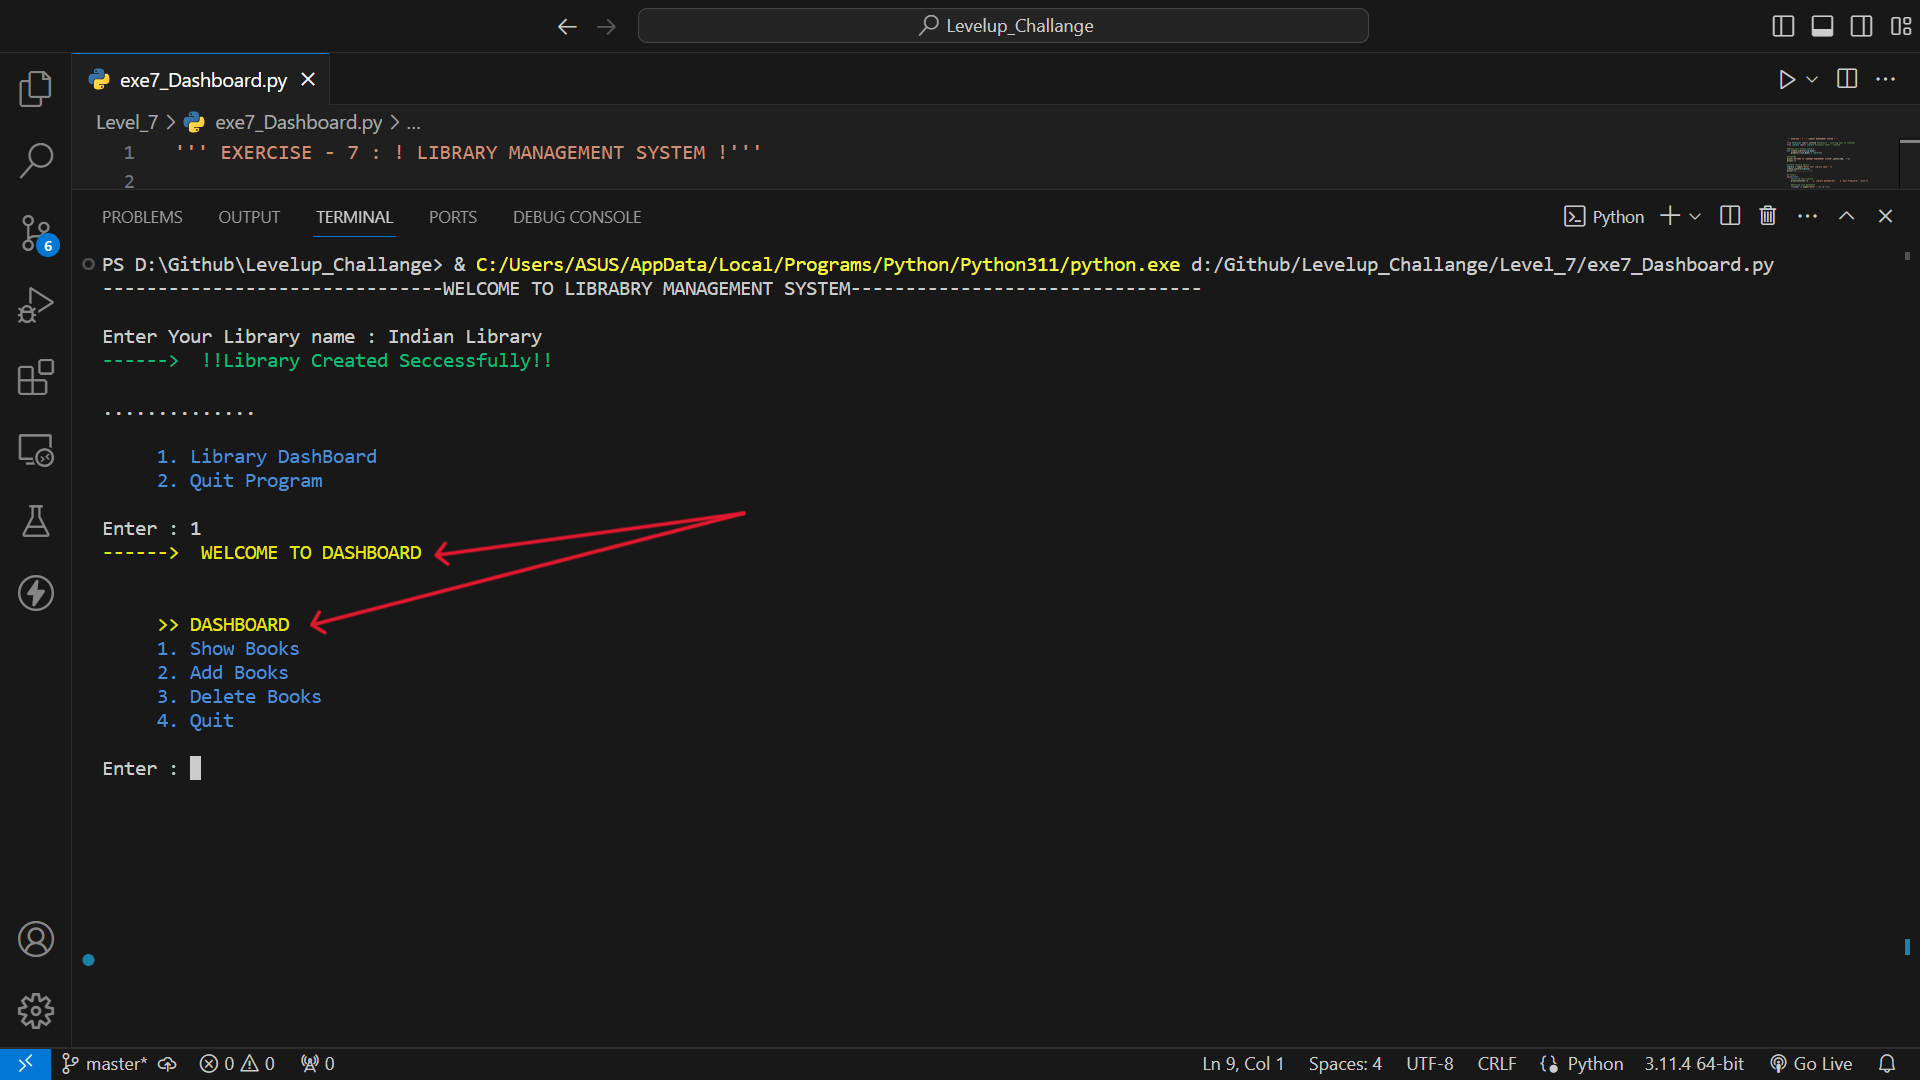 Levelup_Challange
exe7_Dashboard.py
Level_7 > exe7_Dashboard.py > ...
1 ''' EXERCISE - 7 : ! LIBRARY MANAGEMENT SYSTEM !'''
2
PROBLEMS OUTPUT TERMINAL PORTS DEBUG CONSOLE Python
6
PS D:\Github\Levelup_Challange> & C:/Users/ASUS/AppData/Local/Programs/Python/Python311/python.exe d:/Github/Levelup_Challange/Level_7/exe7_Dashboard.py
-------------------------------WELCOME TO LIBRABRY MANAGEMENT SYSTEM--------------------------------
Enter Your Library name : Indian Library
------> !!Library Created Seccessfully!!
..............
1. Library DashBoard
2. Quit Program
Enter : 1
------> WELCOME TO DASHBOARD
>> DASHBOARD
1. Show Books
2. Add Books
3. Delete Books
4. Quit
Enter :
master* 0 0 0 Ln 9, Col 1 Spaces: 4 UTF-8 CRLF Python 3.11.4 64-bit Go Live